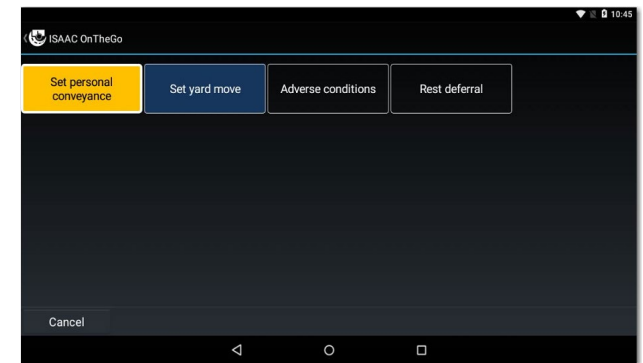 10:45
ISAAC OnTheGo
Set personal
conveyance
Set yard move
Adverse conditions
Rest deferral
Cancel